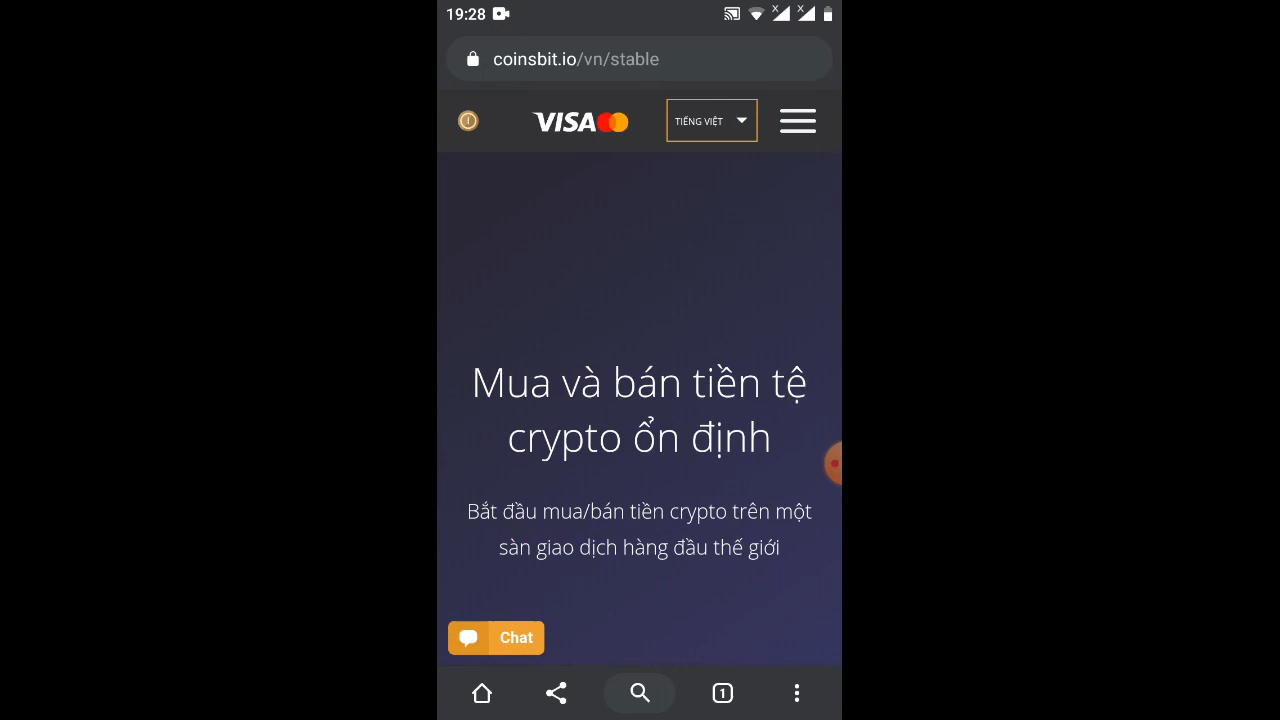 19:28
coinsbit.io/vn/stable
VISA
TIẾNG VIỆT
Mua và bán tiền tệ
crypto ổn định
Bắt đầu mua/bán tiền crypto trên một
sàn giao dịch hàng đầu thế giới
Chat
1